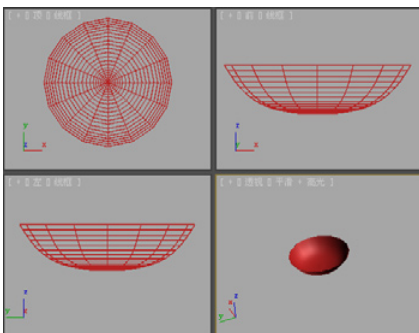 [ + ][ 顶 ][ 线框 ]
[ + ][ 前 ][ 线框 ]
y
z x
z
x
[ + ][ 左 ][ 线框 ]
[ + ][ 透视 ][ 平滑 + 高光 ]
z
y
z
x
y